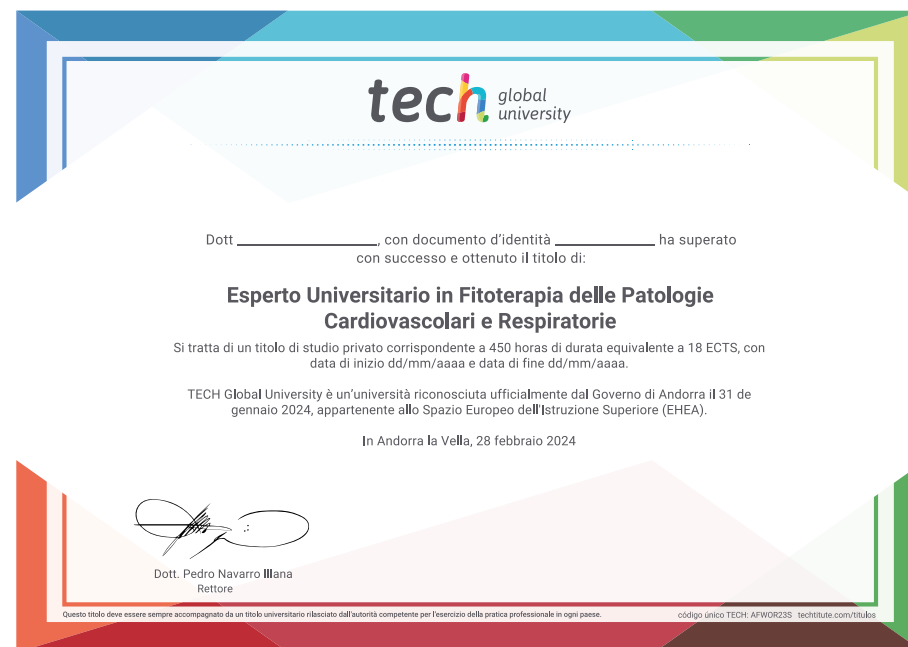 tech global
university
Dott ____________, con documento d'identità ____________ ha superato
con successo e ottenuto il titolo di:
Esperto Universitario in Fitoterapia delle Patologie
Cardiovascolari e Respiratorie
Si tratta di un titolo di studio privato corrispondente a 450 horas di durata equivalente a 18 ECTS, con
data di inizio dd/mm/aaaa e data di fine dd/mm/aaaa.
TECH Global University è un'università riconosciuta ufficialmente dal Governo di Andorra il 31 de
gennaio 2024, appartenente allo Spazio Europeo dell'Istruzione Superiore (EHEA).
In Andorra la Vella, 28 febbraio 2024
Dott. Pedro Navarro Illana
Rettore
Questo titolo deve essere sempre accompagnato da un titolo universitario rilasciato dall'autorità competente per l'esercizio della pratica professionale in ogni paese.
código único TECH: AFWOR23S techtitute.com/titulos